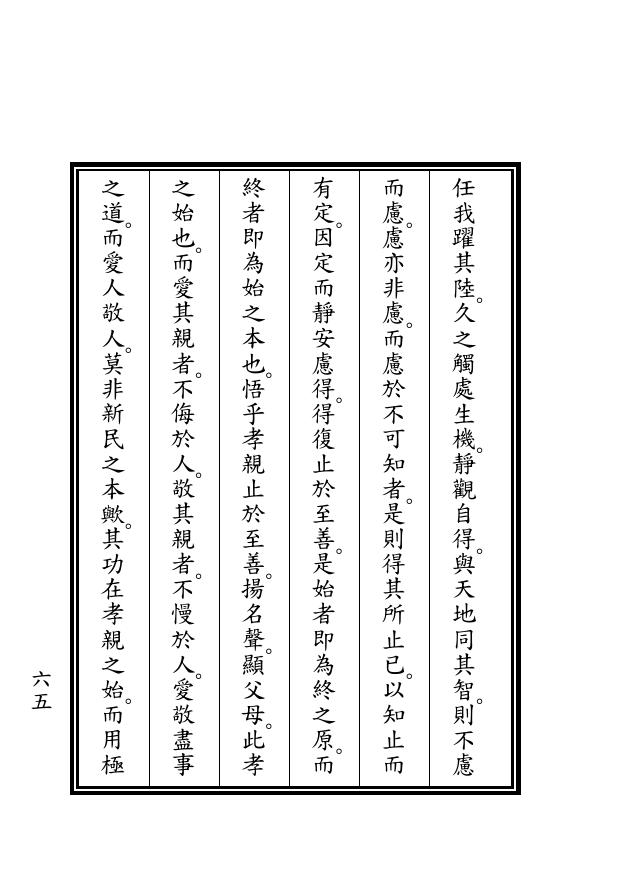 任我躍其陸。久之觸處生機。靜觀自得。與天地同其智。則不慮
而慮。慮亦非慮。而慮於不可知者。是則得其所止已。以知止而
有定。因定而靜安慮得。得復止於至善。是始者即為終之原。而
終者即為始之本也。悟乎孝親止於至善。揚名聲。顯父母。此孝
之始也。而愛其親者。不侮於人。敬其親者。不慢於人。愛敬盡事
之道。而愛人敬人。莫非新民之本歟。其功在孝親之始。而用極
六五